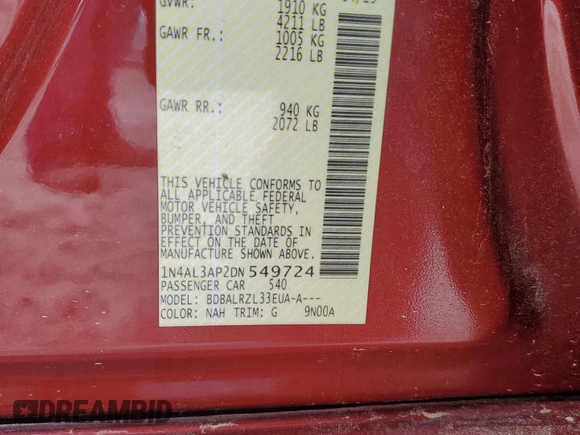 GVWR: 1910 KG
4211 LB
GAWR FR.: 1005 KG
2216 LB
GAWR RR.: 940 KG
2072 LB
THIS VEHICLE CONFORMS TO
ALL APPLICABLE FEDERAL
MOTOR VEHICLE SAFETY,
BUMPER, AND THEFT
PREVENTION STANDARDS IN
EFFECT ON THE DATE OF
MANUFACTURE SHOWN ABOVE.
1N4AL3AP2DN549724
PASSENGER CAR 540
MODEL: BDBALRZL33EUA-A---
COLOR: NAH TRIM: G 9N00A
DREAMBID